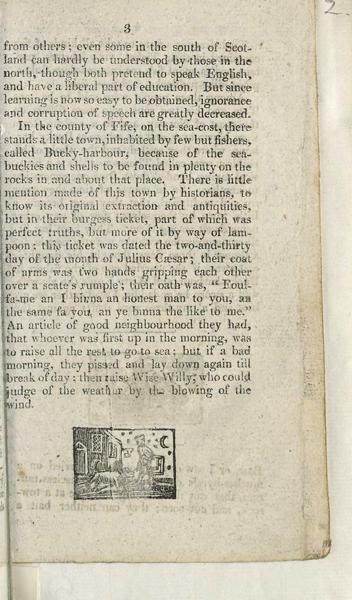 3
from others; even some in the south of Scot-
land can hardly be understood by those in the
north, though both pretend to speak English,
and have a liberal part of education. But since
learning is now so easy to be obtained, ignorance
and corruption of speech are greatly decreased.
In the county of Fife, on the sea-cost, there
stands a little town, inhabited by few but fishers,
called Bucky-harbour, because of the sea-
buckies and shells to be found in plenty on the
rocks in and about that place. There is little
mention made of this town by historians, to
know its original extraction and antiquities,
but in their burgess ticket, part of which was
perfect truths, but more of it by way of lam-
poon; this ticket was dated the two-and-thirty
day of the month of Julius Cæsar; their coat
of arms was two hands gripping each other
over a scate's rumple; their oath was, "Foul-
fa-me an I binna an honest man to you, an
the same fa you, an ye binna the like to me."
An article of good neighbourhood they had,
that whoever was first up in the morning, was
to raise all the rest to go to sea; but if a bad
morning, they pissed and lay down again till
break of day; then raise Wise Willy, who could
judge of the weather by the blowing of the
wind.
2